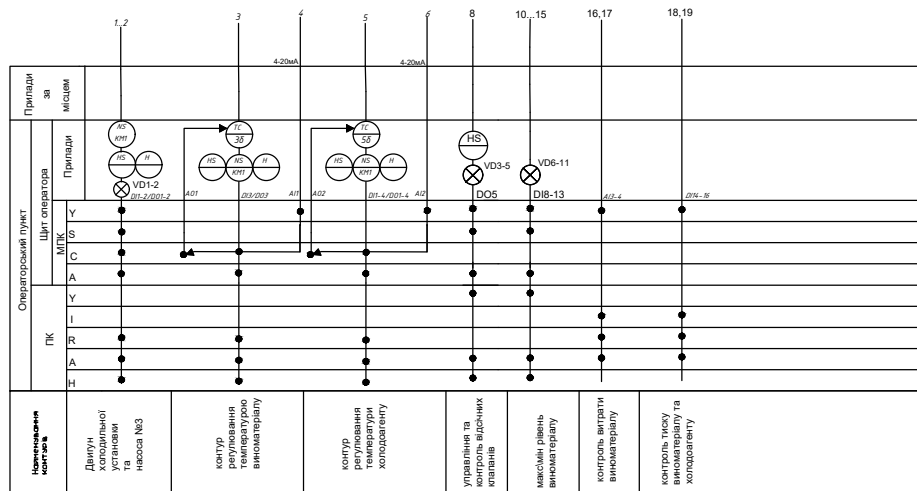 1...2
3
4
5
6
8
10...15
16,17
18,19
4-20мА
4-20мА
Прилади
за
місцем
Операторський пункт
Щит оператора
Прилади
МПК
ПК
NS
КМ1
HS
H
VD1-2
DI1-2/DO1-2
TC
3б
HS
NS
КМ1
H
AO1
DI3/DO3
AI1
TC
5б
HS
NS
КМ1
H
AO2
DI1-4/DO1-4
AI2
HS
VD3-5
DO5
VD6-11
DI8-13
AI3-4
DI14-16
Y
S
C
A
Y
I
R
A
H
Найменування
контура
Двигун
холодильної
установки
та
насоса №3
контур
регулювання
температурою
виноматеріалу
контур
регулювання
температури
холодоагенту
управління та
контроль відсічних
клапанів
макс\мін рівень
виноматеріалу
контроль витрати
виноматеріалу
контроль тиску
виноматеріалу та
холодоагенту